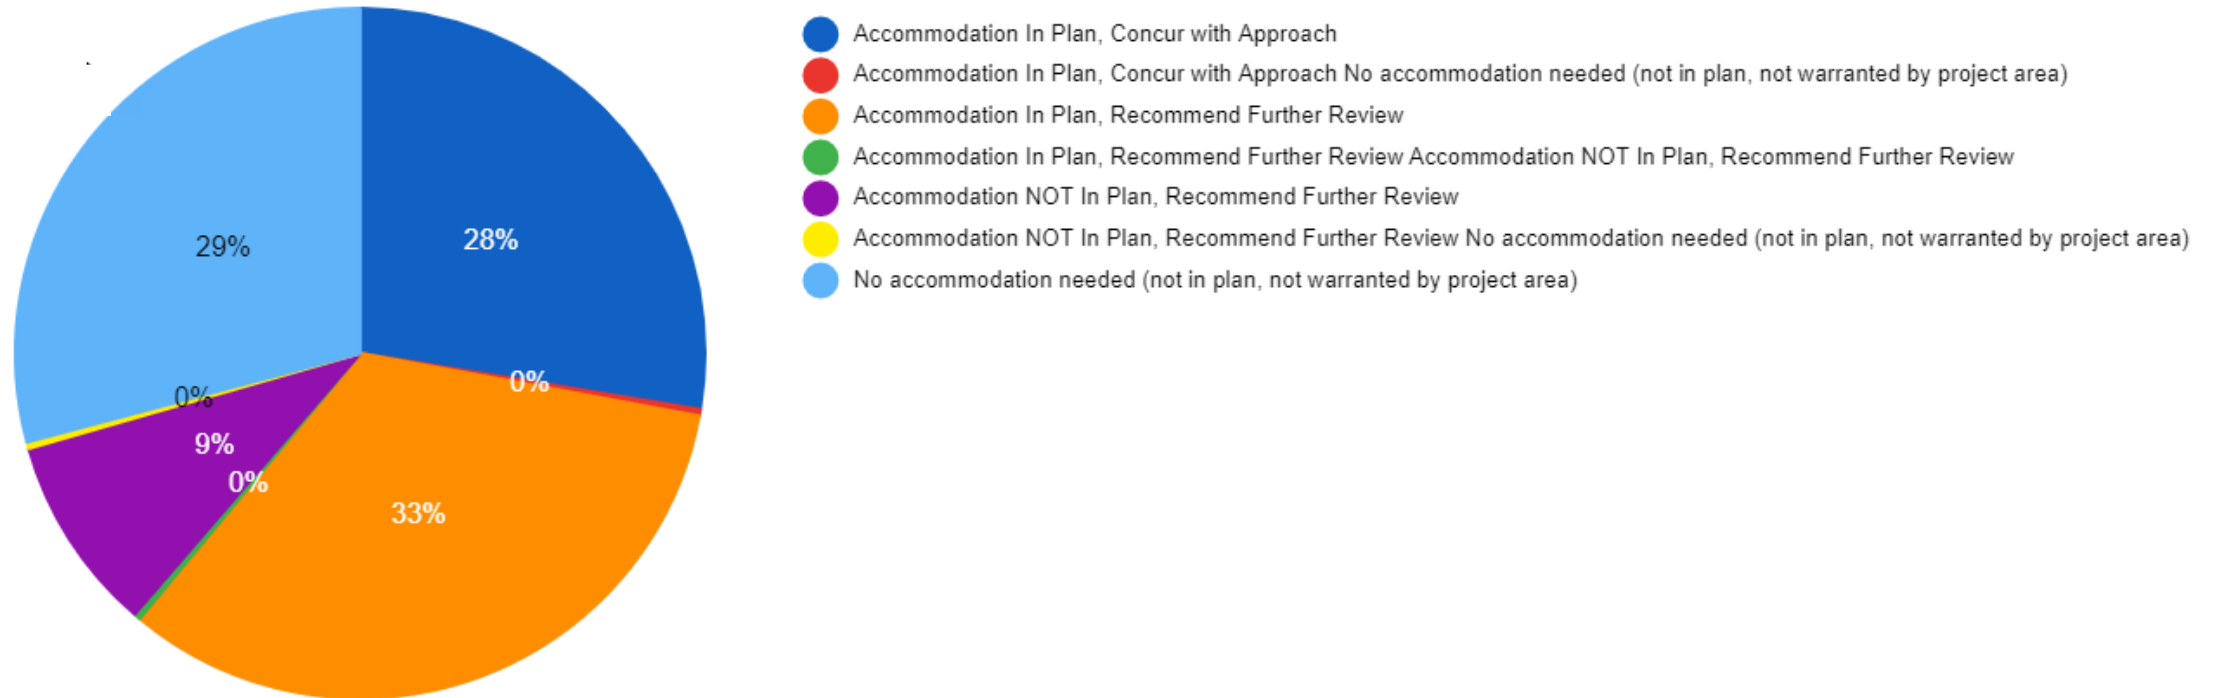 29%
28%
0%
0%
9%
0%
33%
Accommodation In Plan, Concur with Approach
Accommodation In Plan, Concur with Approach No accommodation needed (not in plan, not warranted by project area)
Accommodation In Plan, Recommend Further Review
Accommodation In Plan, Recommend Further Review Accommodation NOT In Plan, Recommend Further Review
Accommodation NOT In Plan, Recommend Further Review
Accommodation NOT In Plan, Recommend Further Review No accommodation needed (not in plan, not warranted by project area)
No accommodation needed (not in plan, not warranted by project area)